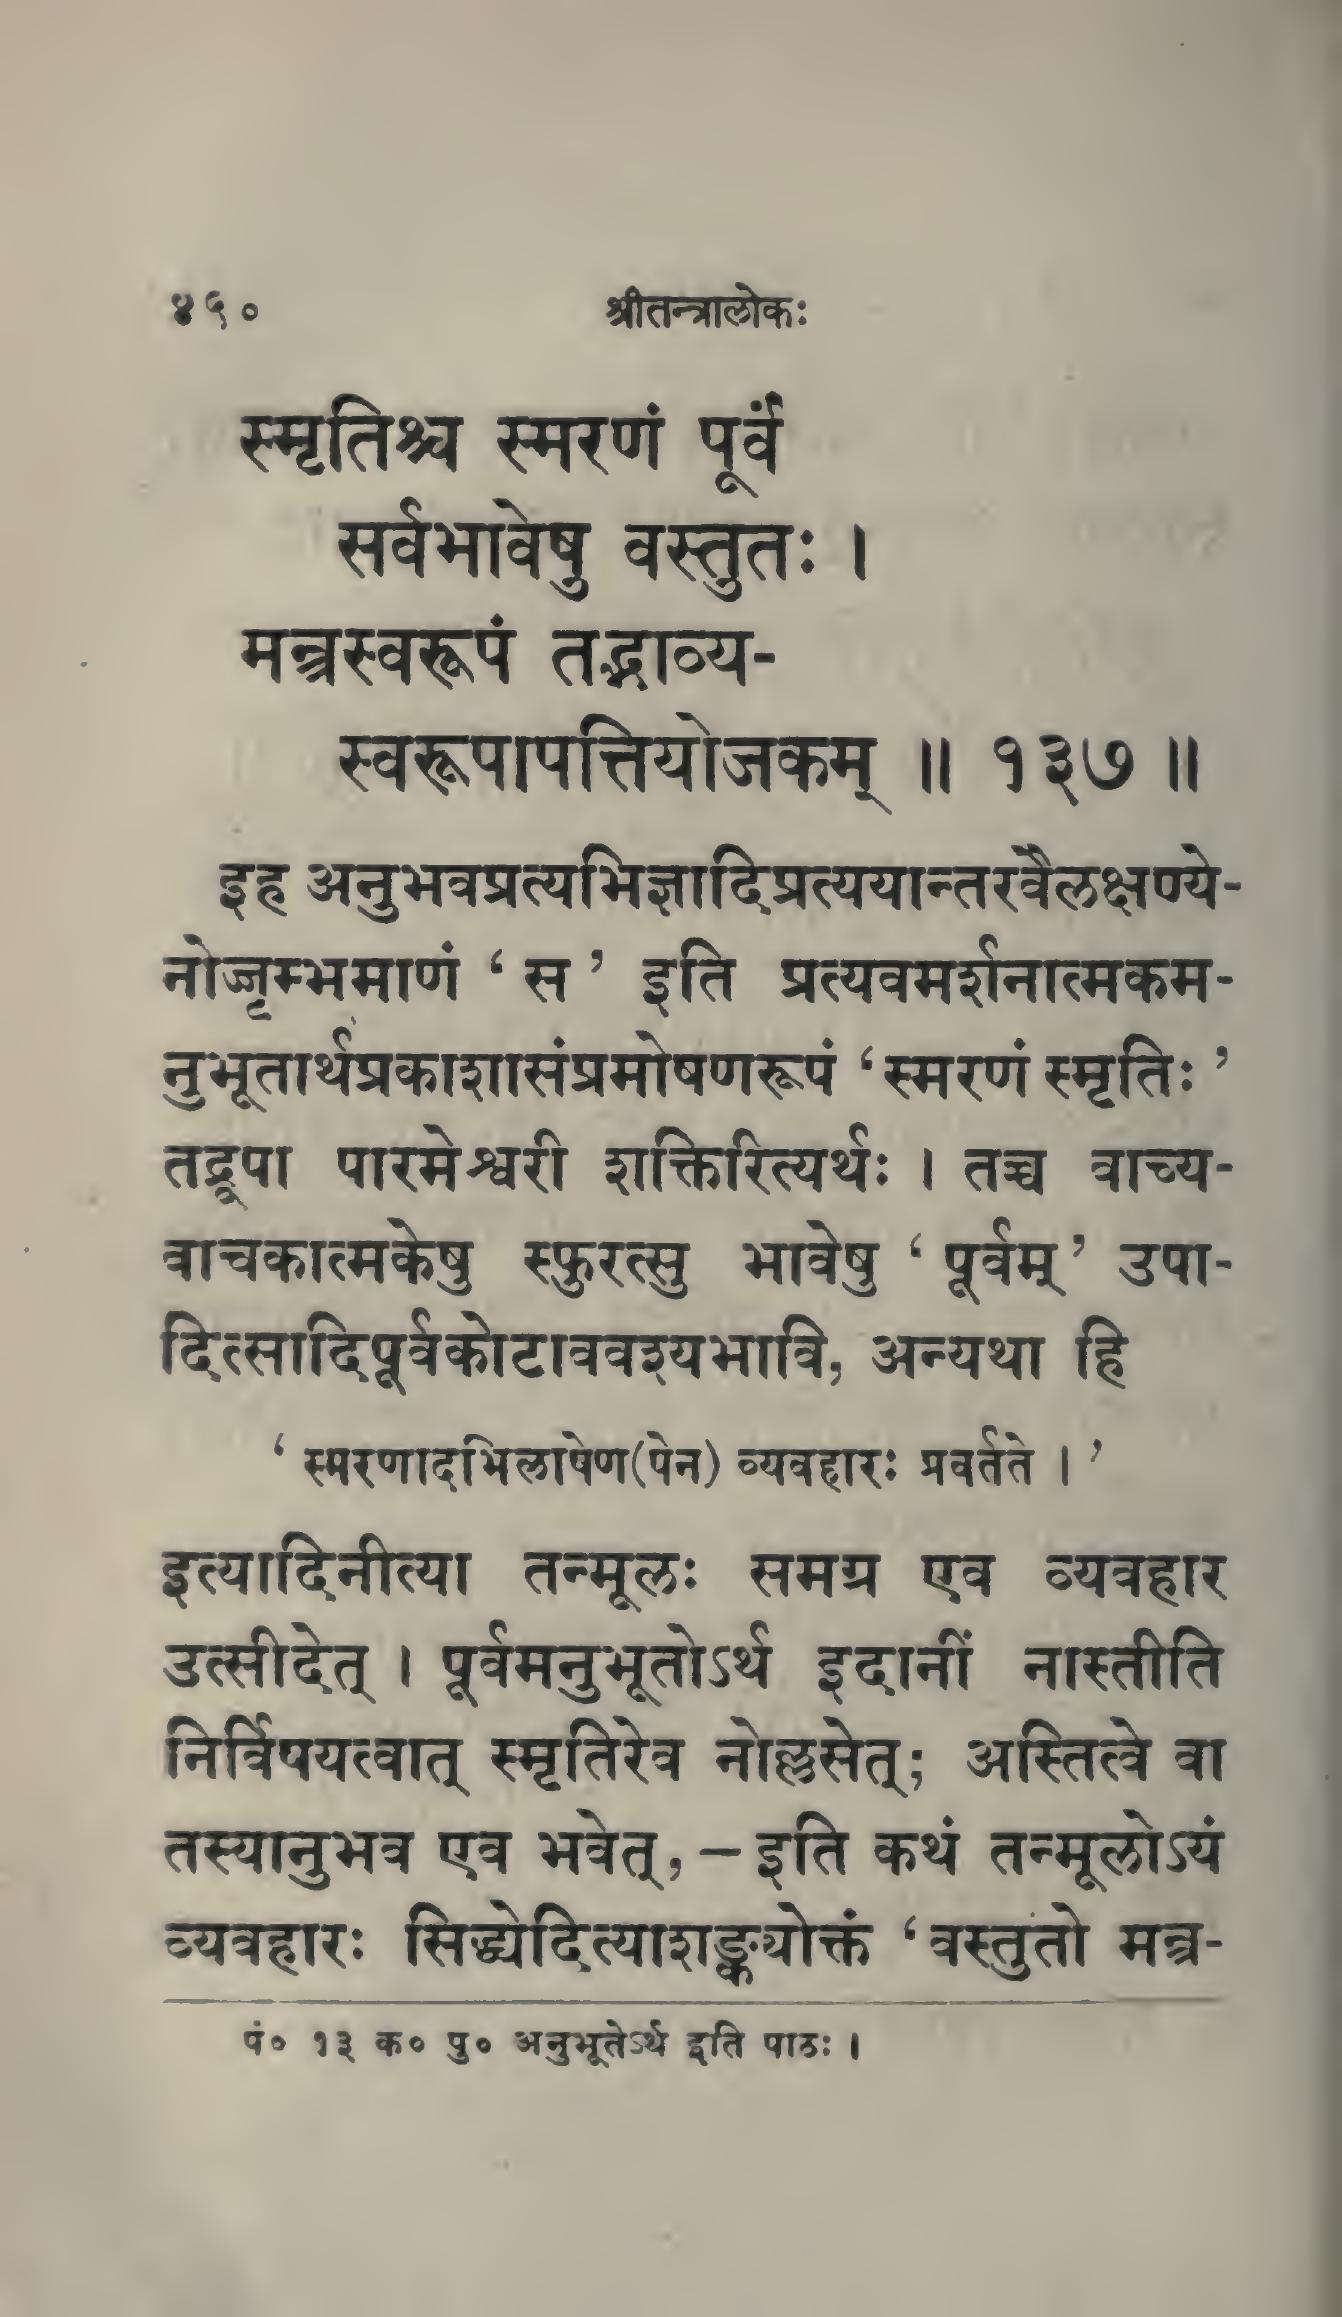 ४५०
श्रीतन्त्रालोकः
स्मृतिश्च स्मरणं पूर्वं
सर्वभावेषु वस्तुतः ।
मन्त्रस्वरूपं तद्भाव्य-
स्वरूपापत्तियोजकम् ॥ १३७ ॥
इह अनुभवप्रत्यभिज्ञादिप्रत्ययान्तरवैलक्षण्ये-
नोज्जृम्भमाणं ‘ स ’ इति प्रत्यवमर्शनात्मकम-
नुभूतार्थप्रकाशासंप्रमोषणरूपं ‘ स्मरणं स्मृतिः ’
तद्रूपा पारमेश्वरी शक्तिरित्यर्थः । तच्च वाच्य-
वाचकात्मकेषु स्फुरत्सु भावेषु ‘ पूर्वम् ’ उपा-
दित्सादिपूर्वकोटाववश्यभावि, अन्यथा हि
‘ स्मरणादभिलाषेण(पेन) व्यवहारः प्रवर्तते । ’
इत्यादिनीत्या तन्मूलः समग्र एव व्यवहार
उत्सीदेत् । पूर्वमनुभूतोऽर्थ इदानीं नास्तीति
निर्विषयत्वात् स्मृतिरेव नोल्लसेत्; अस्तित्वे वा
तस्यानुभव एव भवेत्, – इति कथं तन्मूलोऽयं
व्यवहारः सिद्ध्येदित्याशङ्क्योक्तं ‘ वस्तुतो मन्त्र-
पं० १३ क० पु० अनुभूतेऽर्थ इति पाठः ।